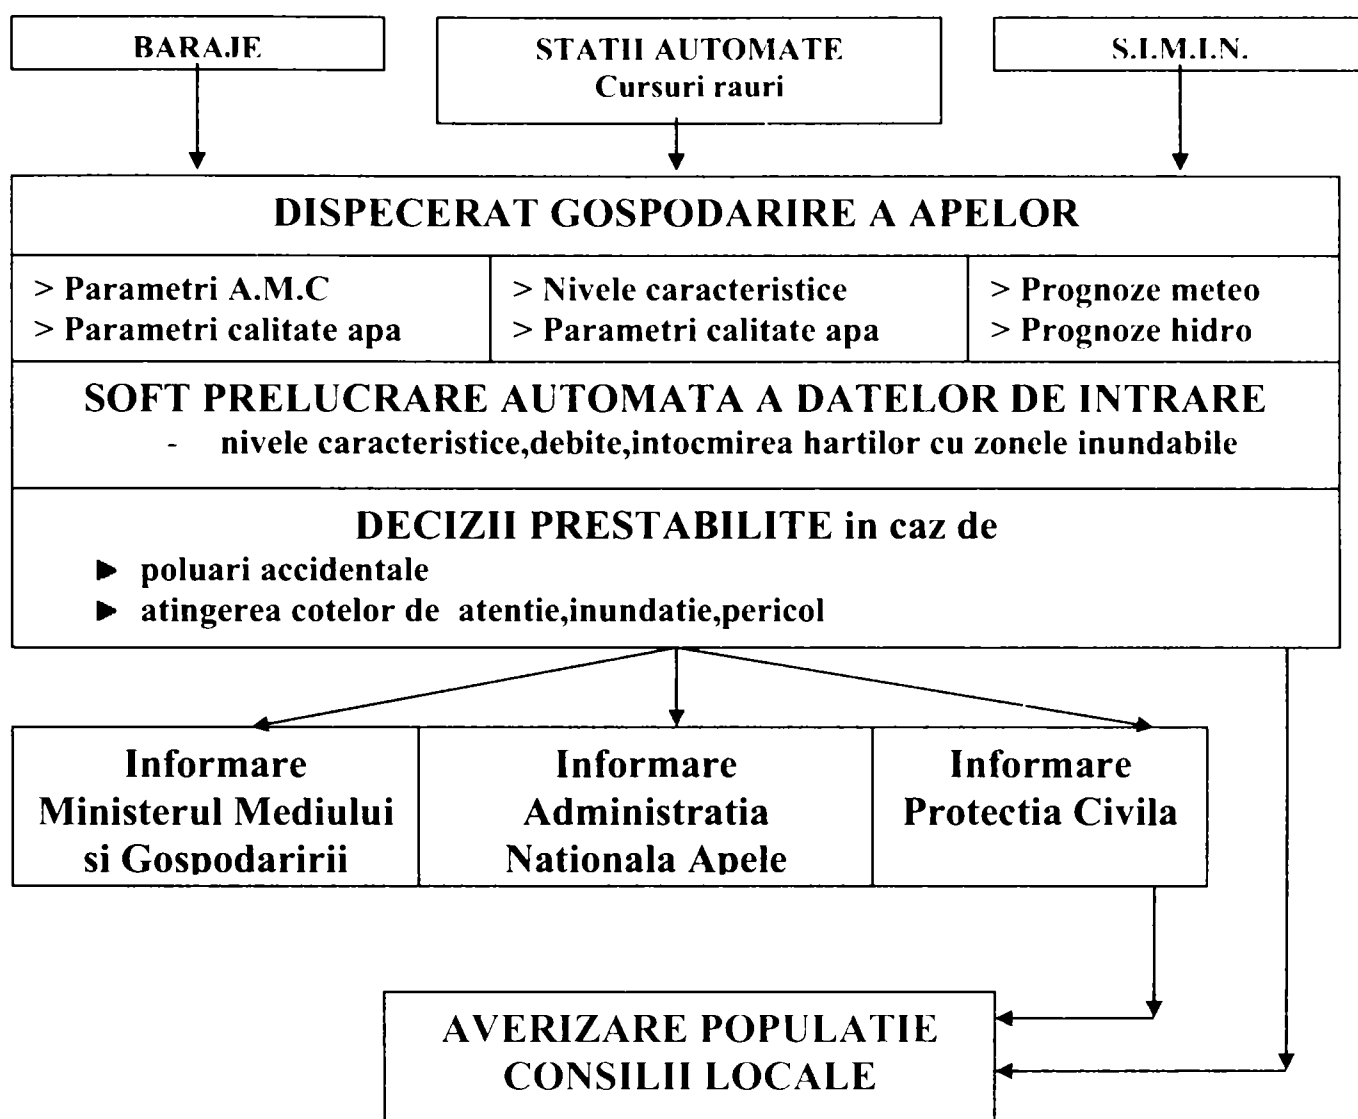 BARAJE
STATII AUTOMATE
Cursuri rauri
S.I.M.I.N.
DISPECERAT GOSPODARIRE A APELOR
> Parametri A.M.C
> Parametri calitate apa
> Nivele caracteristice
> Parametri calitate apa
> Prognoze meteo
> Prognoze hidro
SOFT PRELUCRARE AUTOMATA A DATELOR DE INTRARE
- nivele caracteristice,debite,intocmirea hartilor cu zonele inundabile
DECIZII PRESTABILITE in caz de
► poluari accidentale
► atingerea cotelor de atentie,inundatie,pericol
Informare
Ministerul Mediului
si Gospodaririi
Informare
Administratia
Nationala Apele
Informare
Protectia Civila
AVERIZARE POPULATIE
CONSILII LOCALE